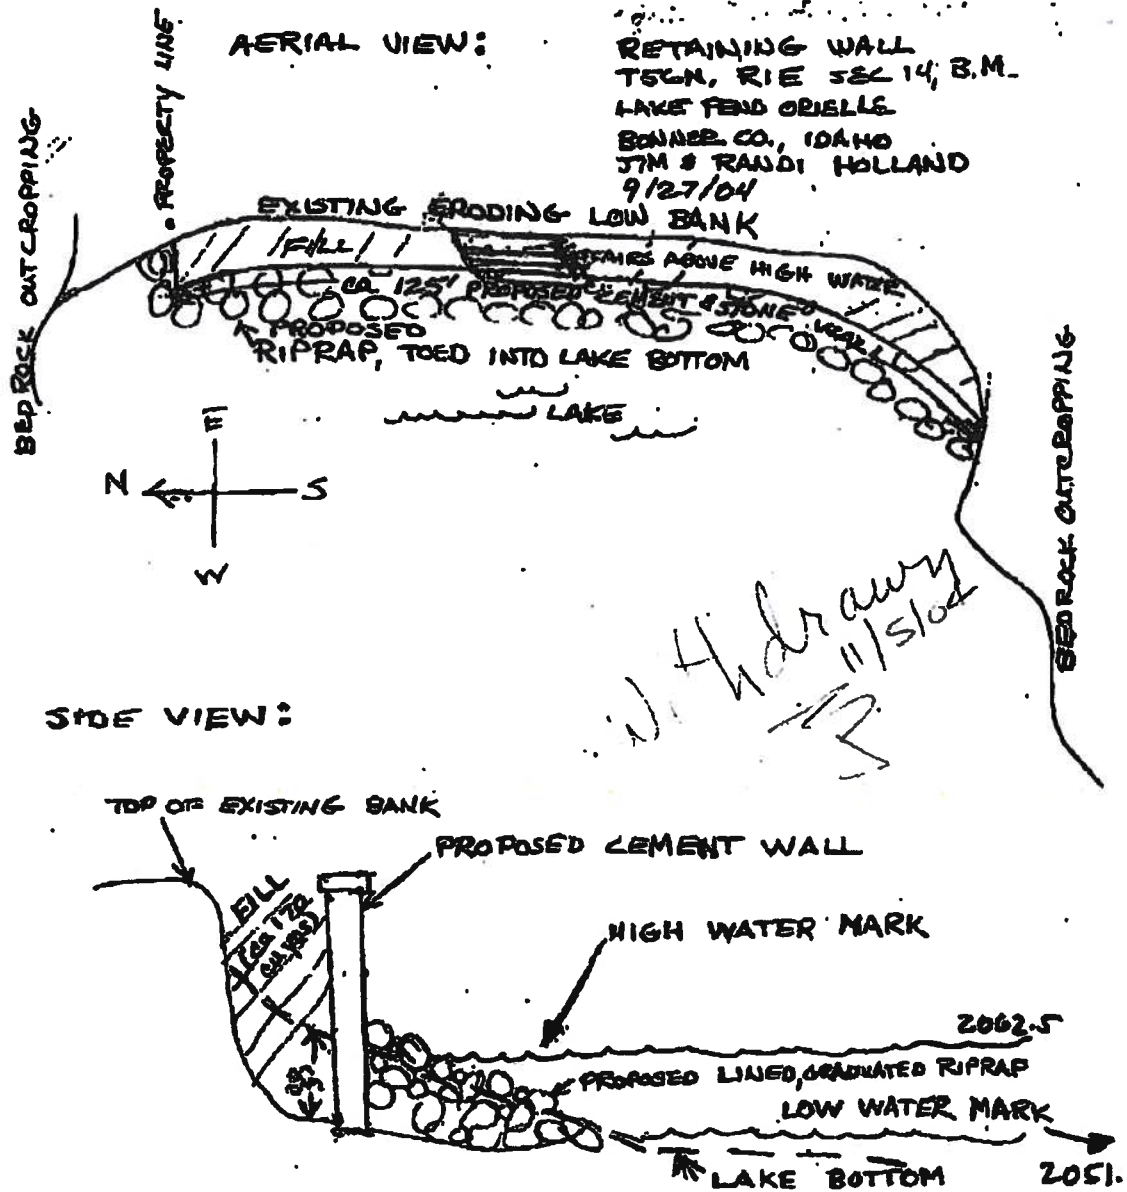 AERIAL VIEW:
RETAINING WALL
T56N, R1E SEC 14, B.M.
LAKE PEND ORIELLE
BONNER CO., IDAHO
JIM & RANDI HOLLAND
9/27/04
PROPERTY LINE
BEDROCK OUTCROPPING
EXISTING ERODING LOW BANK
FILL
STAIRS ABOVE HIGH WATER
ca 125'
PROPOSED CEMENT & STONE
WALL
PROPOSED
RIPRAP, TOED INTO LAKE BOTTOM
LAKE
BEDROCK OUTCROPPING
E
N S
W
Withdrawn
11/5/04
SIDE VIEW:
TOP OF EXISTING BANK
PROPOSED CEMENT WALL
FILL
(ca 170
cu yds)
HIGH WATER MARK
2062.5
PROPOSED LINED, GRADUATED RIPRAP
LOW WATER MARK
LAKE BOTTOM
2051.